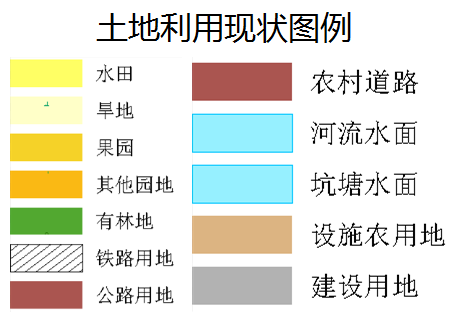 土地利用现状图例
水田
旱地
果园
其他园地
有林地
铁路用地
公路用地
农村道路
河流水面
坑塘水面
设施农用地
建设用地